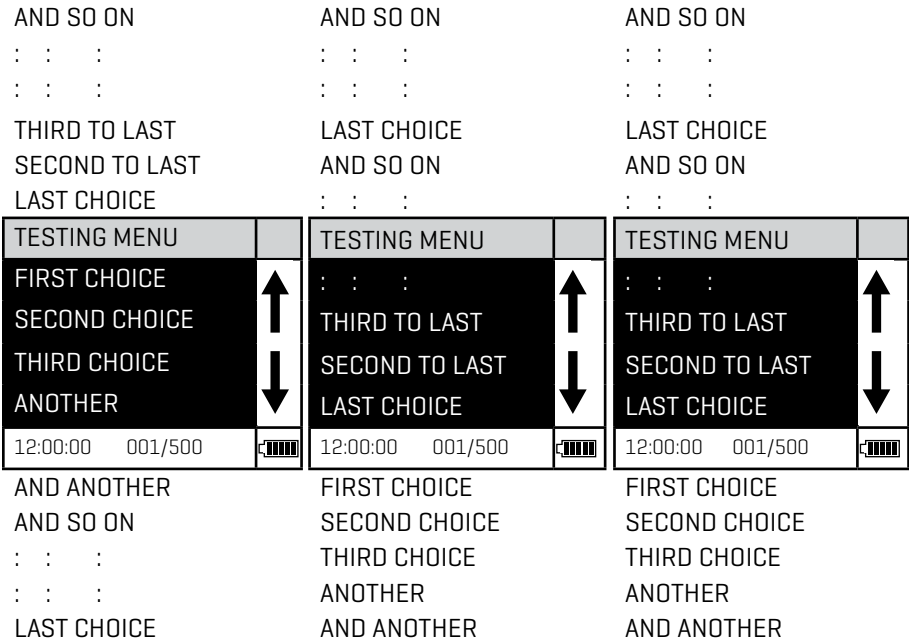 AND SO ON
: : :
: : :
THIRD TO LAST
SECOND TO LAST
LAST CHOICE
TESTING MENU
FIRST CHOICE
SECOND CHOICE
THIRD CHOICE
ANOTHER
12:00:00 001/500
AND ANOTHER
AND SO ON
: : :
: : :
LAST CHOICE
AND SO ON
: : :
: : :
LAST CHOICE
AND SO ON
: : :
TESTING MENU
: : :
THIRD TO LAST
SECOND TO LAST
LAST CHOICE
12:00:00 001/500
FIRST CHOICE
SECOND CHOICE
THIRD CHOICE
ANOTHER
AND ANOTHER
AND SO ON
: : :
: : :
LAST CHOICE
AND SO ON
: : :
TESTING MENU
: : :
THIRD TO LAST
SECOND TO LAST
LAST CHOICE
12:00:00 001/500
FIRST CHOICE
SECOND CHOICE
THIRD CHOICE
ANOTHER
AND ANOTHER